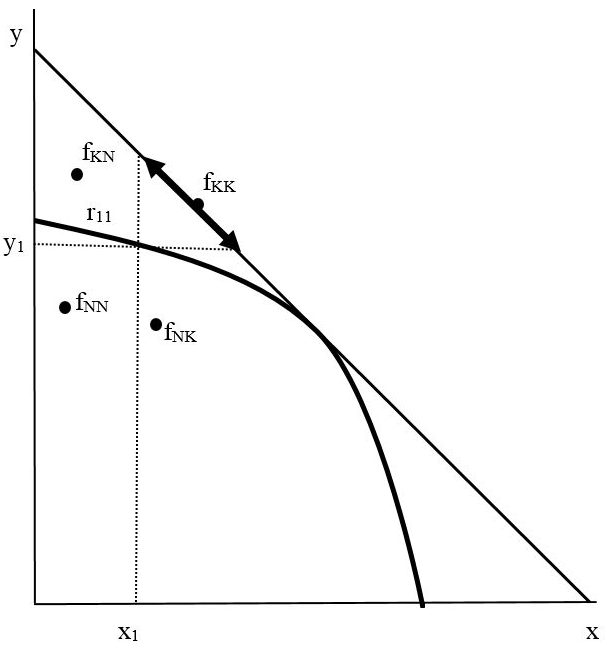 y
f_KN
f_KK
r_11
y_1
f_NN
f_NK
x_1
x